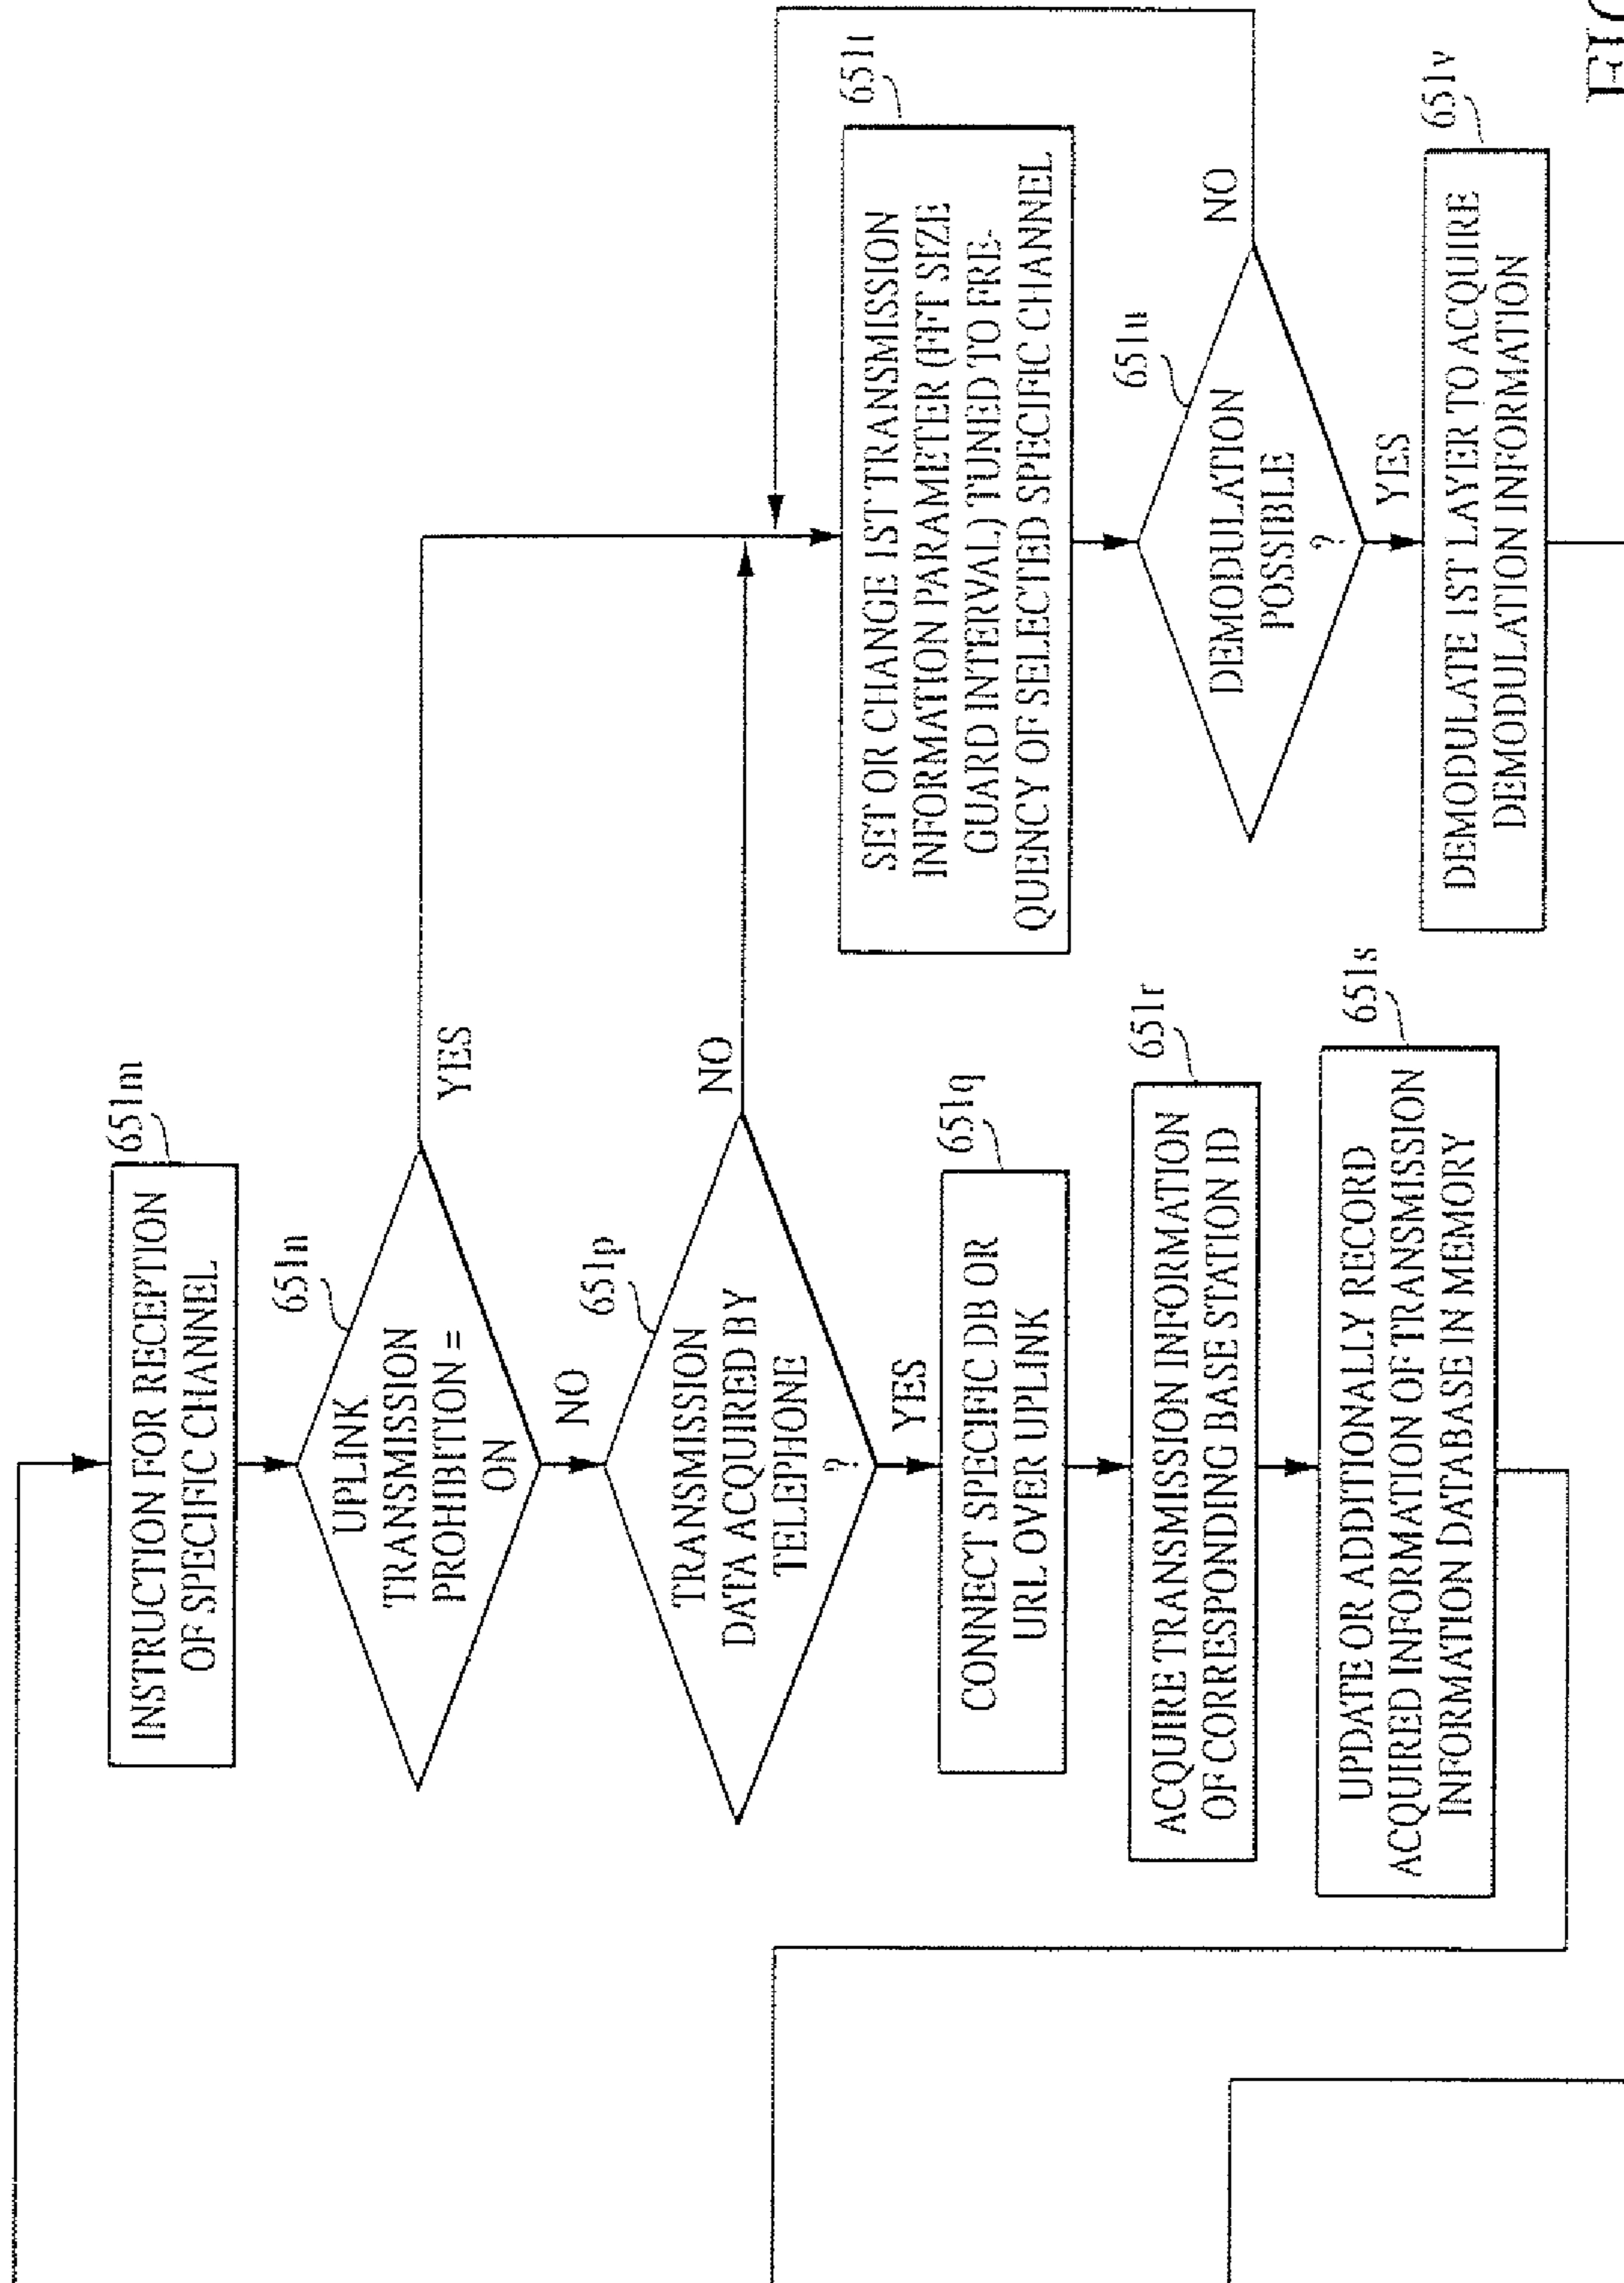 651m
INSTRUCTION FOR RECEPTION
OF SPECIFIC CHANNEL
651n
UPLINK
TRANSMISSION
PROHIBITION =
ON
YES
NO
651p
TRANSMISSION
DATA ACQUIRED BY
TELEPHONE
?
NO
YES
651q
CONNECT SPECIFIC DB OR
URL OVER UPLINK
651r
ACQUIRE TRANSMISSION INFORMATION
OF CORRESPONDING BASE STATION ID
651s
UPDATE OR ADDITIONALLY RECORD
ACQUIRED INFORMATION OF TRANSMISSION
INFORMATION DATABASE IN MEMORY
651t
SET OR CHANGE 1ST TRANSMISSION
INFORMATION PARAMETER (FFT SIZE
GUARD INTERVAL) TUNED TO FRE-
QUENCY OF SELECTED SPECIFIC CHANNEL
651u
DEMODULATION
POSSIBLE
?
NO
YES
651v
DEMODULATE 1ST LAYER TO ACQUIRE
DEMODULATION INFORMATION